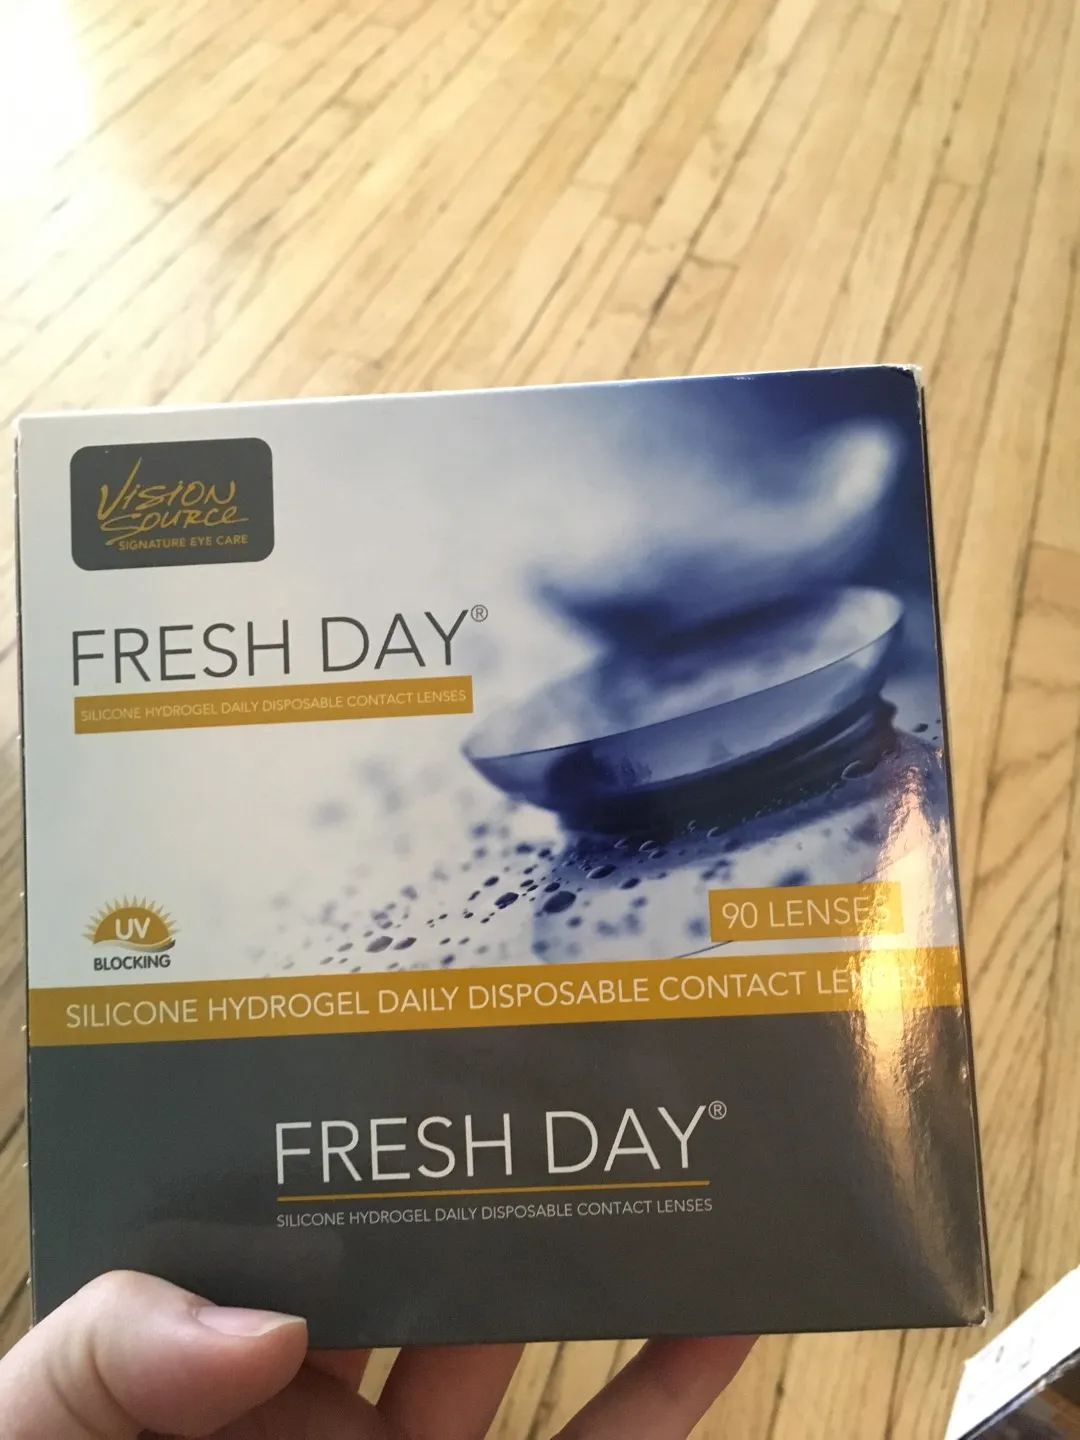 VISION
SOURCE
SIGNATURE EYE CARE
FRESH DAY®
SILICONE HYDROGEL DAILY DISPOSABLE CONTACT LENSES
90 LENSES
UV
BLOCKING
SILICONE HYDROGEL DAILY DISPOSABLE CONTACT LENSES
FRESH DAY®
SILICONE HYDROGEL DAILY DISPOSABLE CONTACT LENSES